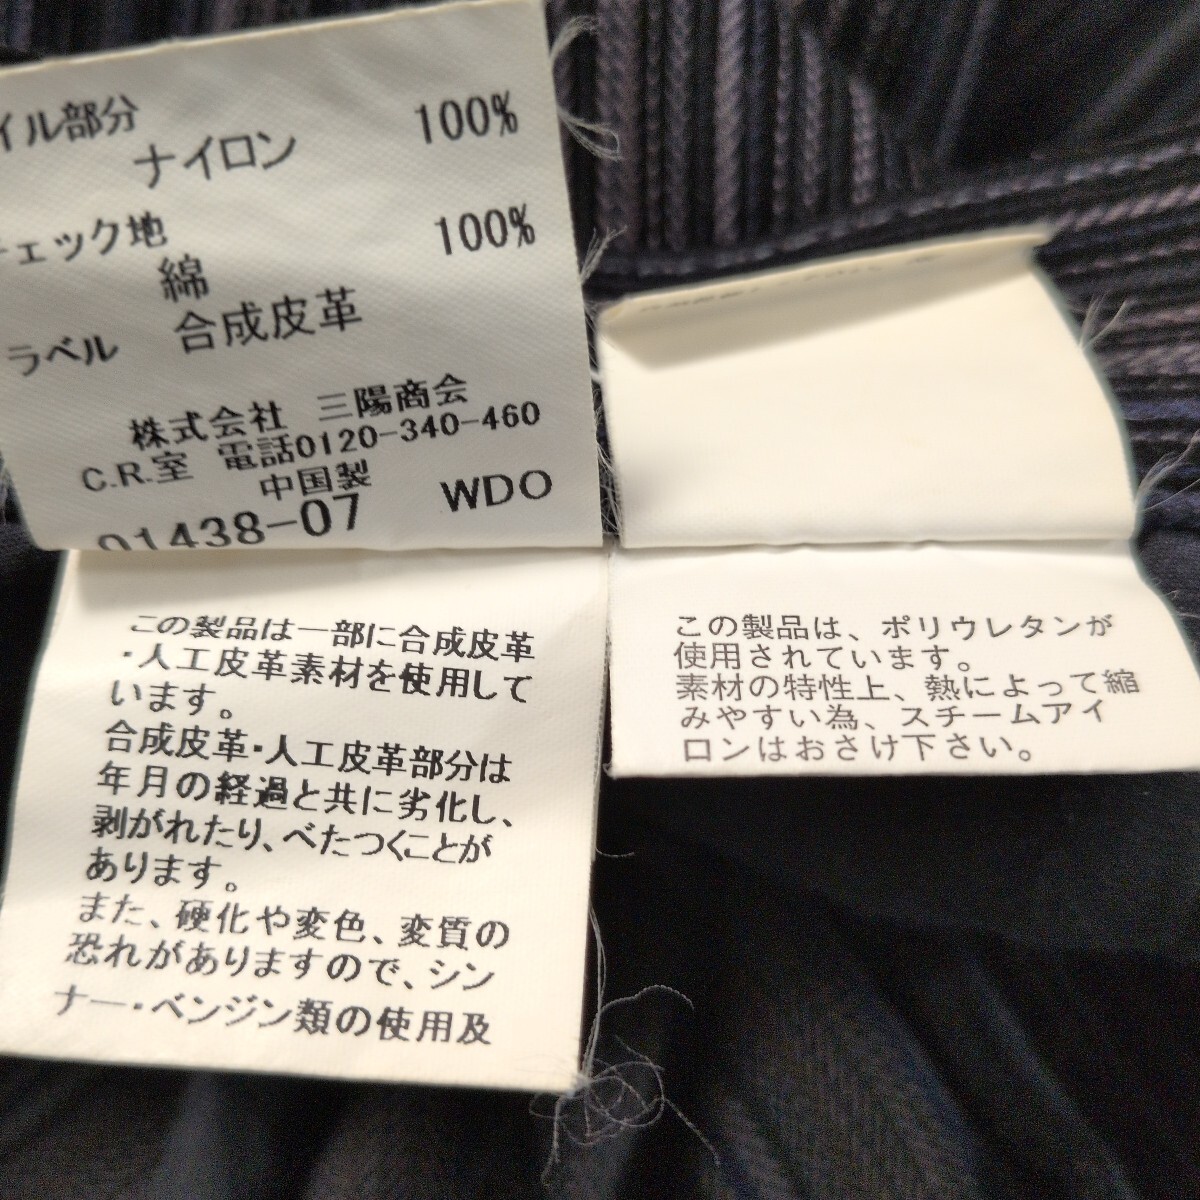 イル部分
ナイロン 100%
チェック地
綿 100%
ラベル 合成皮革
株式会社 三陽商会
C.R.室 電話0120-340-460
中国製
01438-07 WDO
この製品は一部に合成皮革
・人工皮革素材を使用して
います。
合成皮革・人工皮革部分は
年月の経過と共に劣化し、
剥がれたり、べたつくことが
あります。
また、硬化や変色、変質の
恐れがありますので、シン
ナー・ベンジン類の使用及
この製品は、ポリウレタンが
使用されています。
素材の特性上、熱によって縮
みやすい為、スチームアイ
ロンはおさけ下さい。